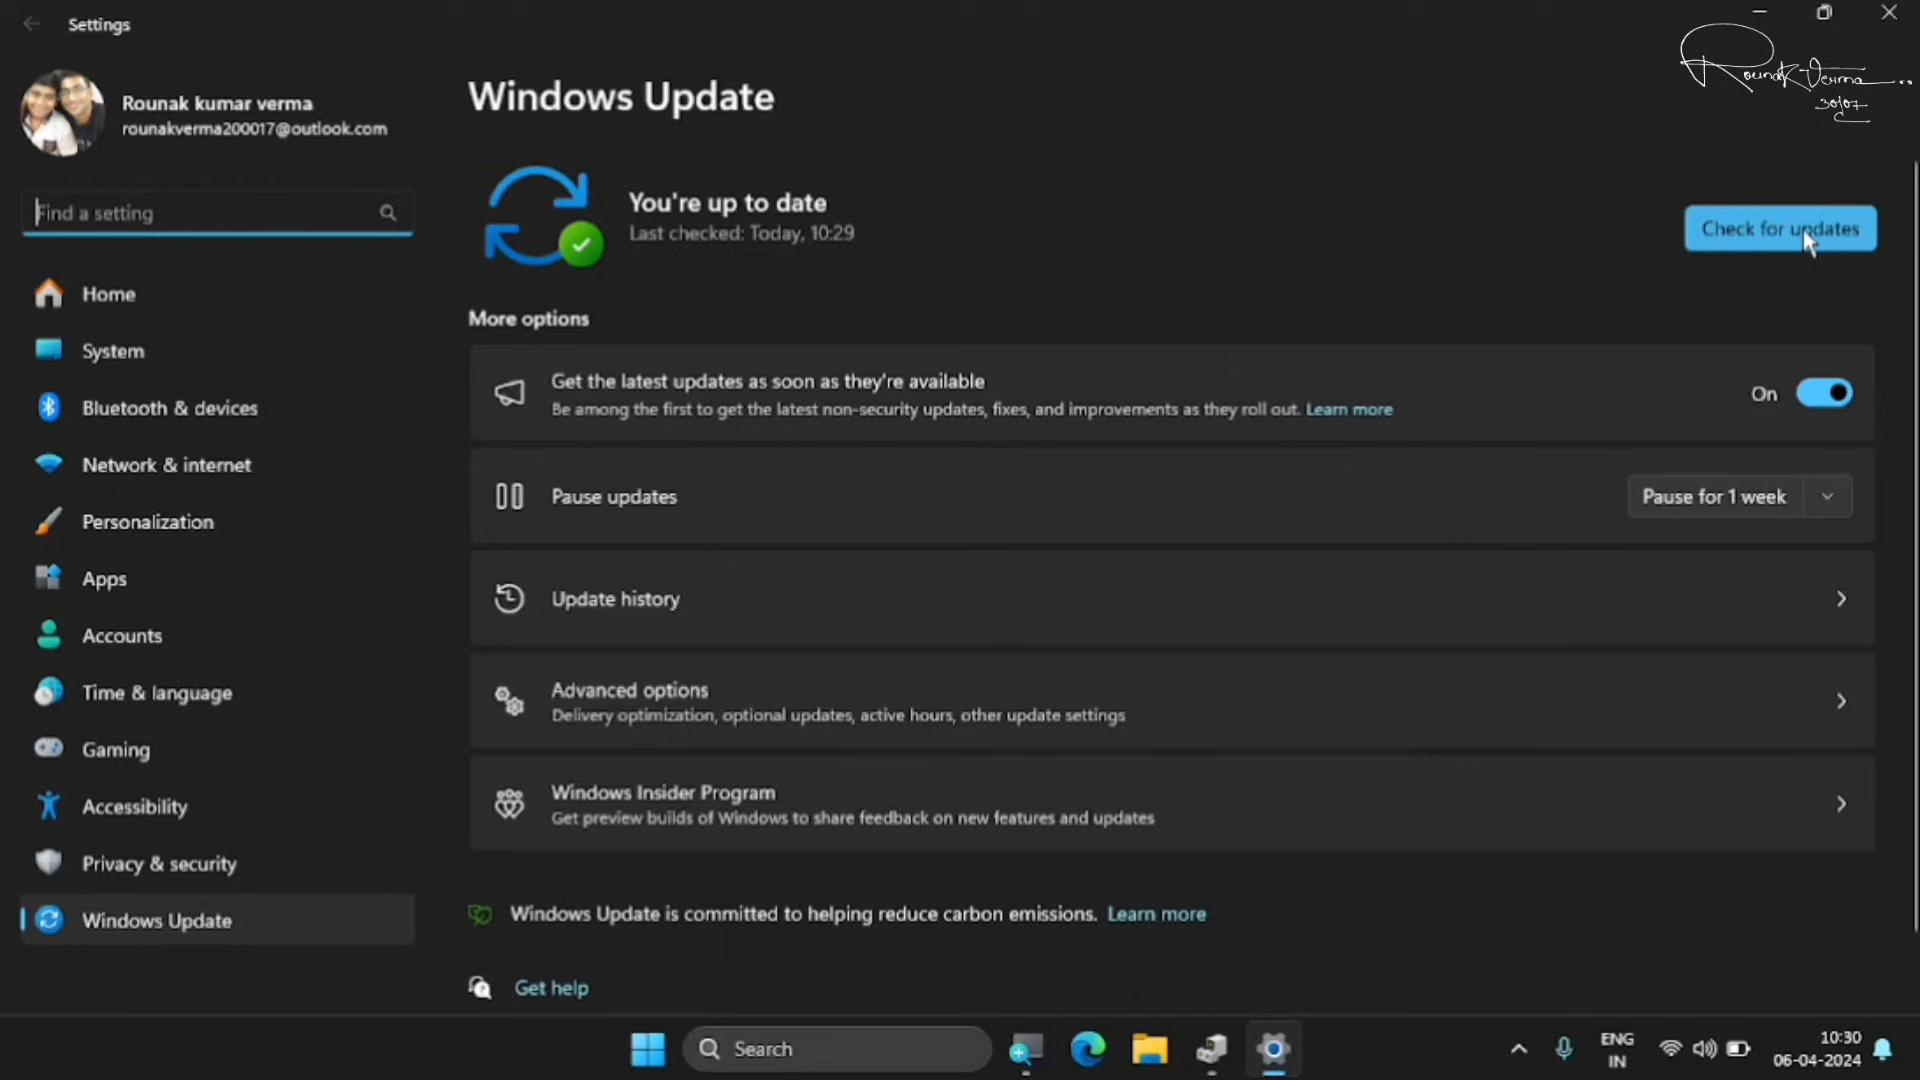 Settings
Rounak kumar verma
rounakverma200017@outlook.com
Find a setting
Home
System
Bluetooth & devices
Network & internet
Personalization
Apps
Accounts
Time & language
Gaming
Accessibility
Privacy & security
Windows Update
Windows Update
You're up to date
Last checked: Today, 10:29
Check for updates
More options
Get the latest updates as soon as they're available
Be among the first to get the latest non-security updates, fixes, and improvements as they roll out. Learn more
On
Pause updates
Pause for 1 week
Update history
Advanced options
Delivery optimization, optional updates, active hours, other update settings
Windows Insider Program
Get preview builds of Windows to share feedback on new features and updates
Windows Update is committed to helping reduce carbon emissions. Learn more
Get help
Rounak Verma
30/07
Search
ENG
IN
10:30
06-04-2024